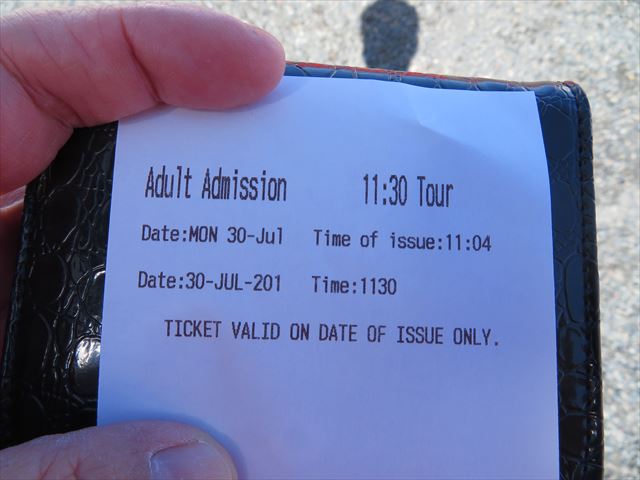 Adult Admission 11:30 Tour
Date:MON 30-Jul Time of issue:11:04
Date:30-JUL-201 Time:1130
TICKET VALID ON DATE OF ISSUE ONLY.